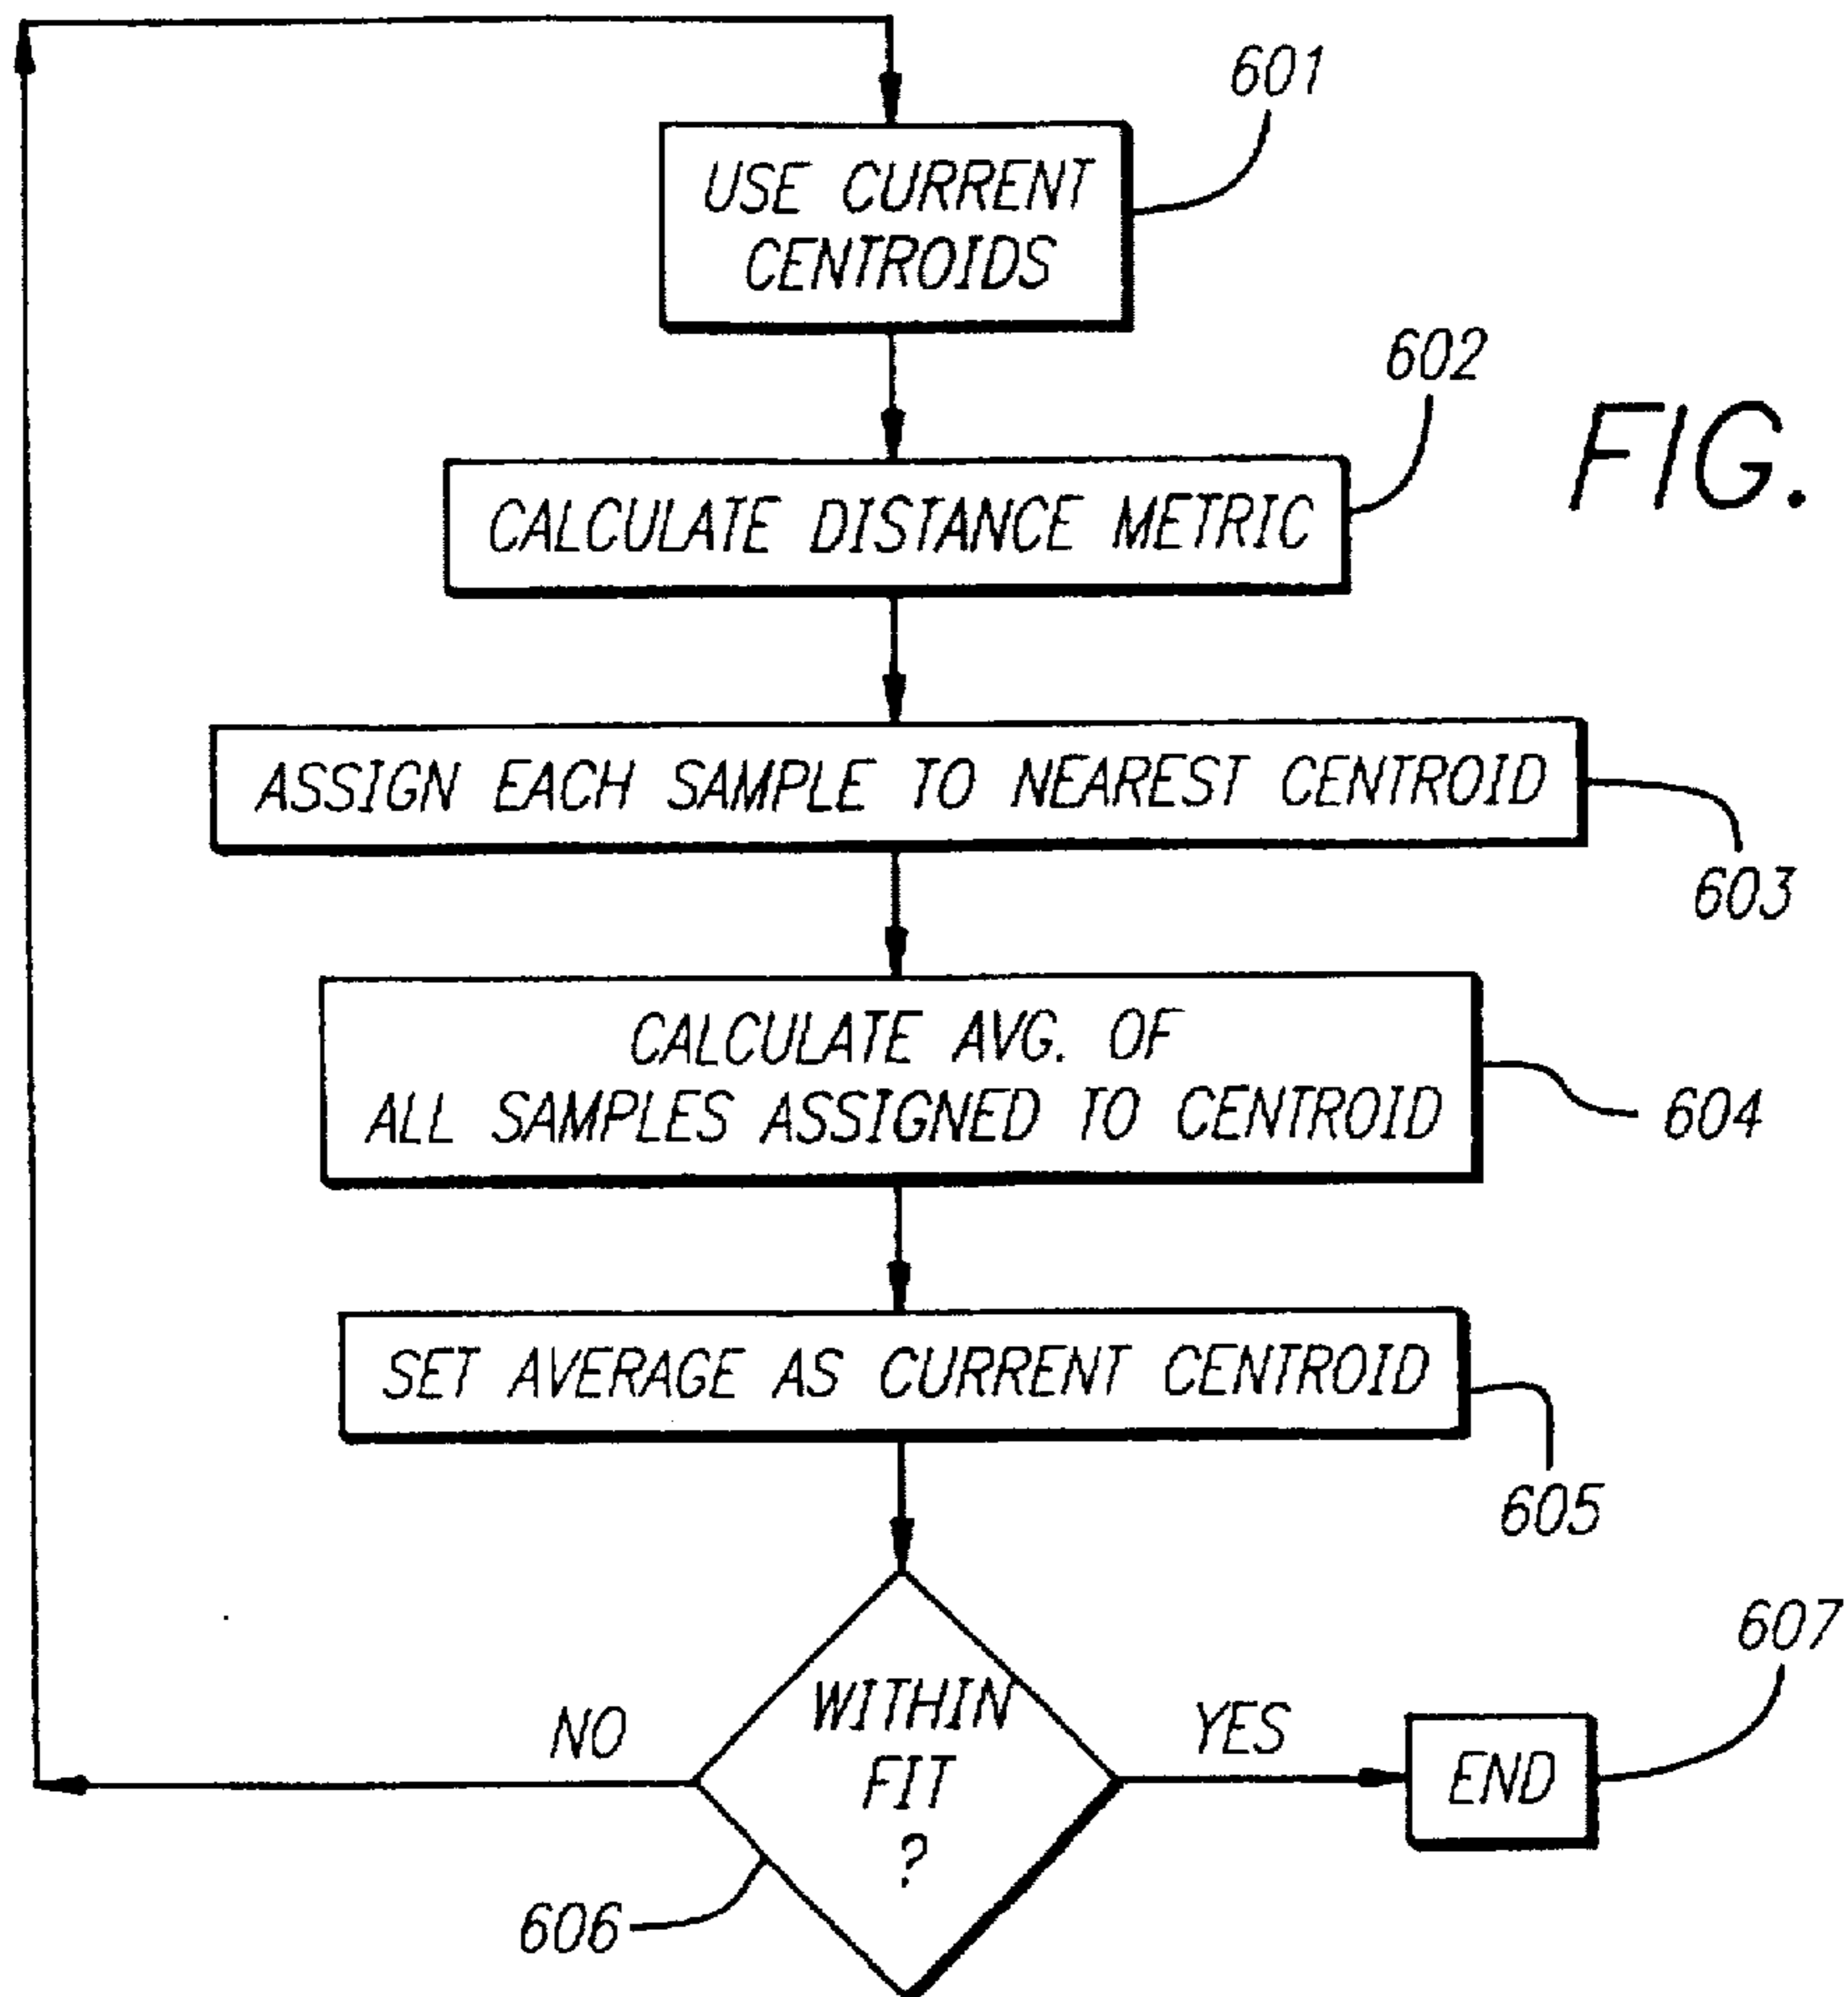 601
USE CURRENT
CENTROIDS
602
FIG.
CALCULATE DISTANCE METRIC
ASSIGN EACH SAMPLE TO NEAREST CENTROID
603
CALCULATE AVG. OF
ALL SAMPLES ASSIGNED TO CENTROID
604
SET AVERAGE AS CURRENT CENTROID
605
607
WITHIN
FIT
?
NO
YES
END
606